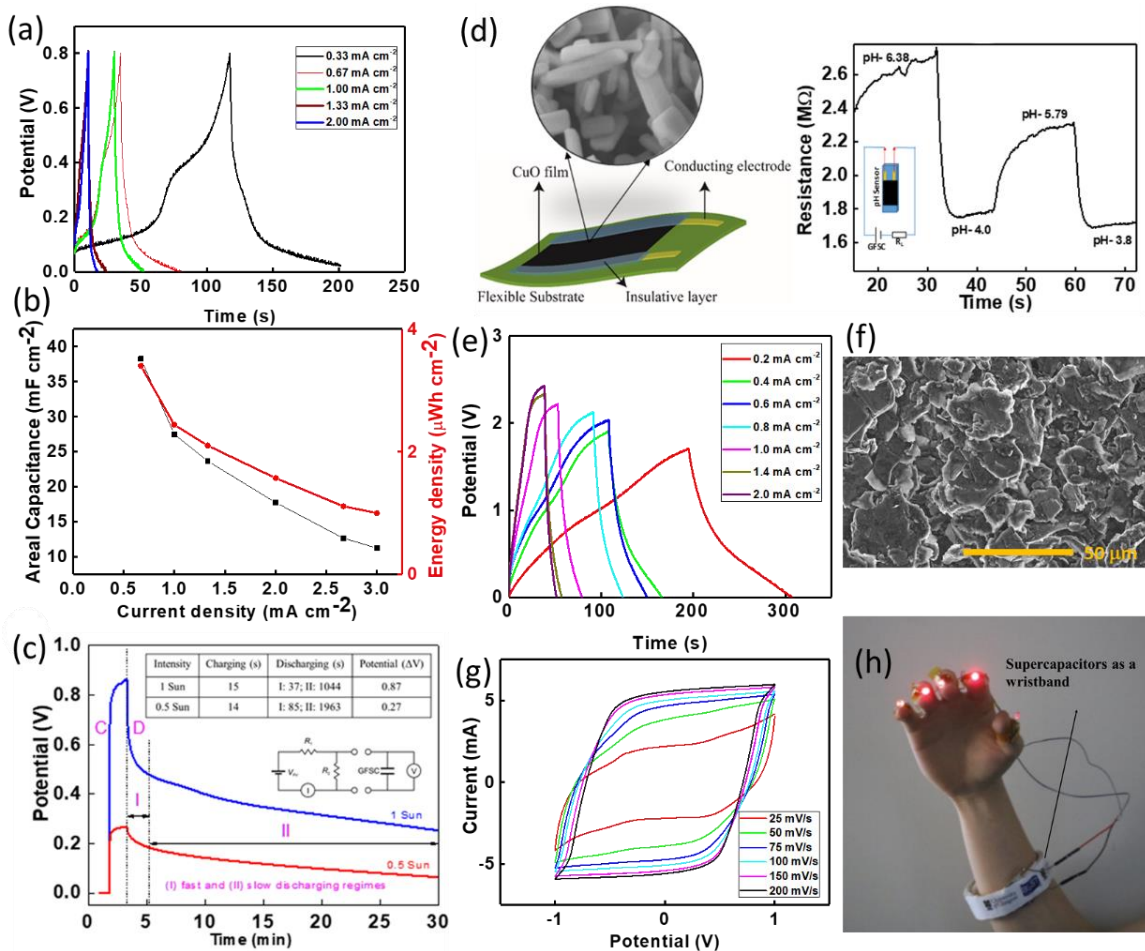 (a)
0.8
0.6
0.4
0.2
0.0
Potential (V)
0.33 mA cm-2
0.67 mA cm-2
1.00 mA cm-2
1.33 mA cm-2
2.00 mA cm-2
0 50 100 150 200 250
Time (s)
(b)
40
35
30
25
20
15
10
Areal Capacitance (mF cm-2)
4
2
0
Energy density (μWh cm-2)
0.0 0.5 1.0 1.5 2.0 2.5 3.0
Current density (mA cm-2)
(c)
1.0
0.8
0.6
0.4
0.2
0.0
Potential (V)
Intensity Charging (s) Discharging (s) Potential (ΔV)
1 Sun 15 I: 37; II: 1044 0.87
0.5 Sun 14 I: 85; II: 1963 0.27
C D
I
II
GFSC
V
I
1 Sun
0.5 Sun
(I) fast and (II) slow discharging regimes
0 5 10 15 20 25 30
Time (min)
(d)
CuO film
Conducting electrode
Flexible Substrate
Insulative layer
2.6
2.4
2.2
2.0
1.8
1.6
Resistance (MΩ)
pH- 6.38
pH- 5.79
pH- 4.0
pH- 3.8
pH Sensor
GFSC
20 30 40 50 60 70
Time (s)
(e)
3
2
1
0
Potential (V)
0.2 mA cm-2
0.4 mA cm-2
0.6 mA cm-2
0.8 mA cm-2
1.0 mA cm-2
1.4 mA cm-2
2.0 mA cm-2
0 100 200 300 400
Time (s)
(f)
50 μm
(g)
5
0
-5
Current (mA)
25 mV/s
50 mV/s
75 mV/s
100 mV/s
150 mV/s
200 mV/s
-1 0 1
Potential (V)
(h)
Supercapacitors as a
wristband